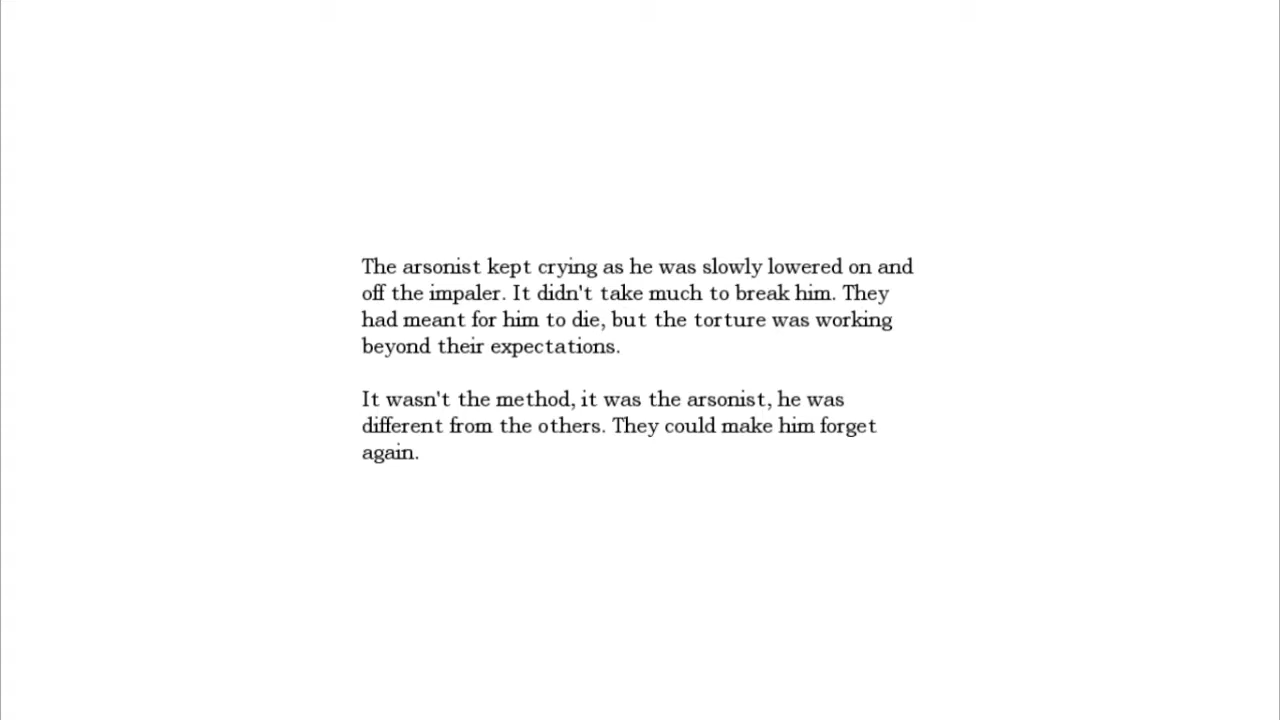 The arsonist kept crying as he was slowly lowered on and
off the impaler. It didn't take much to break him. They
had meant for him to die, but the torture was working
beyond their expectations.
It wasn't the method, it was the arsonist, he was
different from the others. They could make him forget
again.